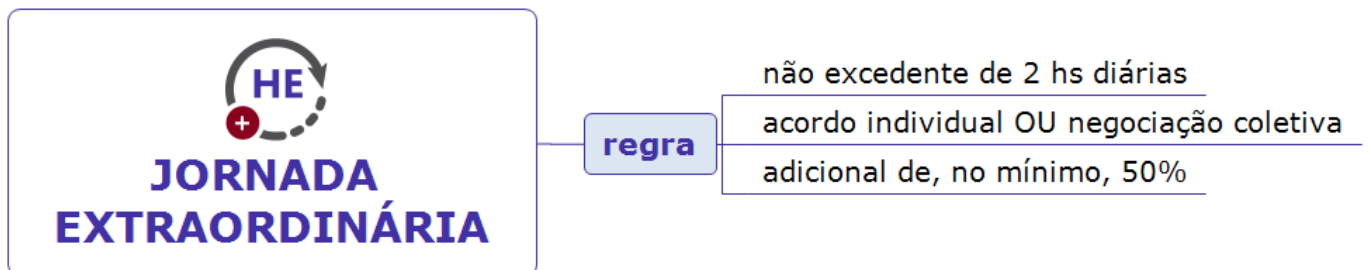 HE
+
JORNADA
EXTRAORDINÁRIA
regra
não excedente de 2 hs diárias
acordo individual OU negociação coletiva
adicional de, no mínimo, 50%